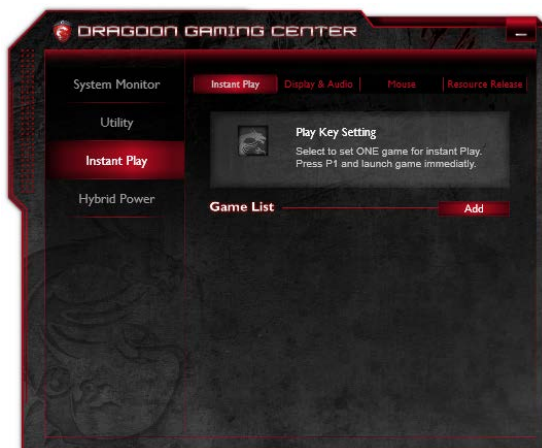 DRAGOON GAMING CENTER
System Monitor
Utility
Instant Play
Hybrid Power
Instant Play
Display & Audio
Mouse
Resource Release
Play Key Setting
Select to set ONE game for instant Play.
Press P1 and launch game immediatly.
Game List
Add